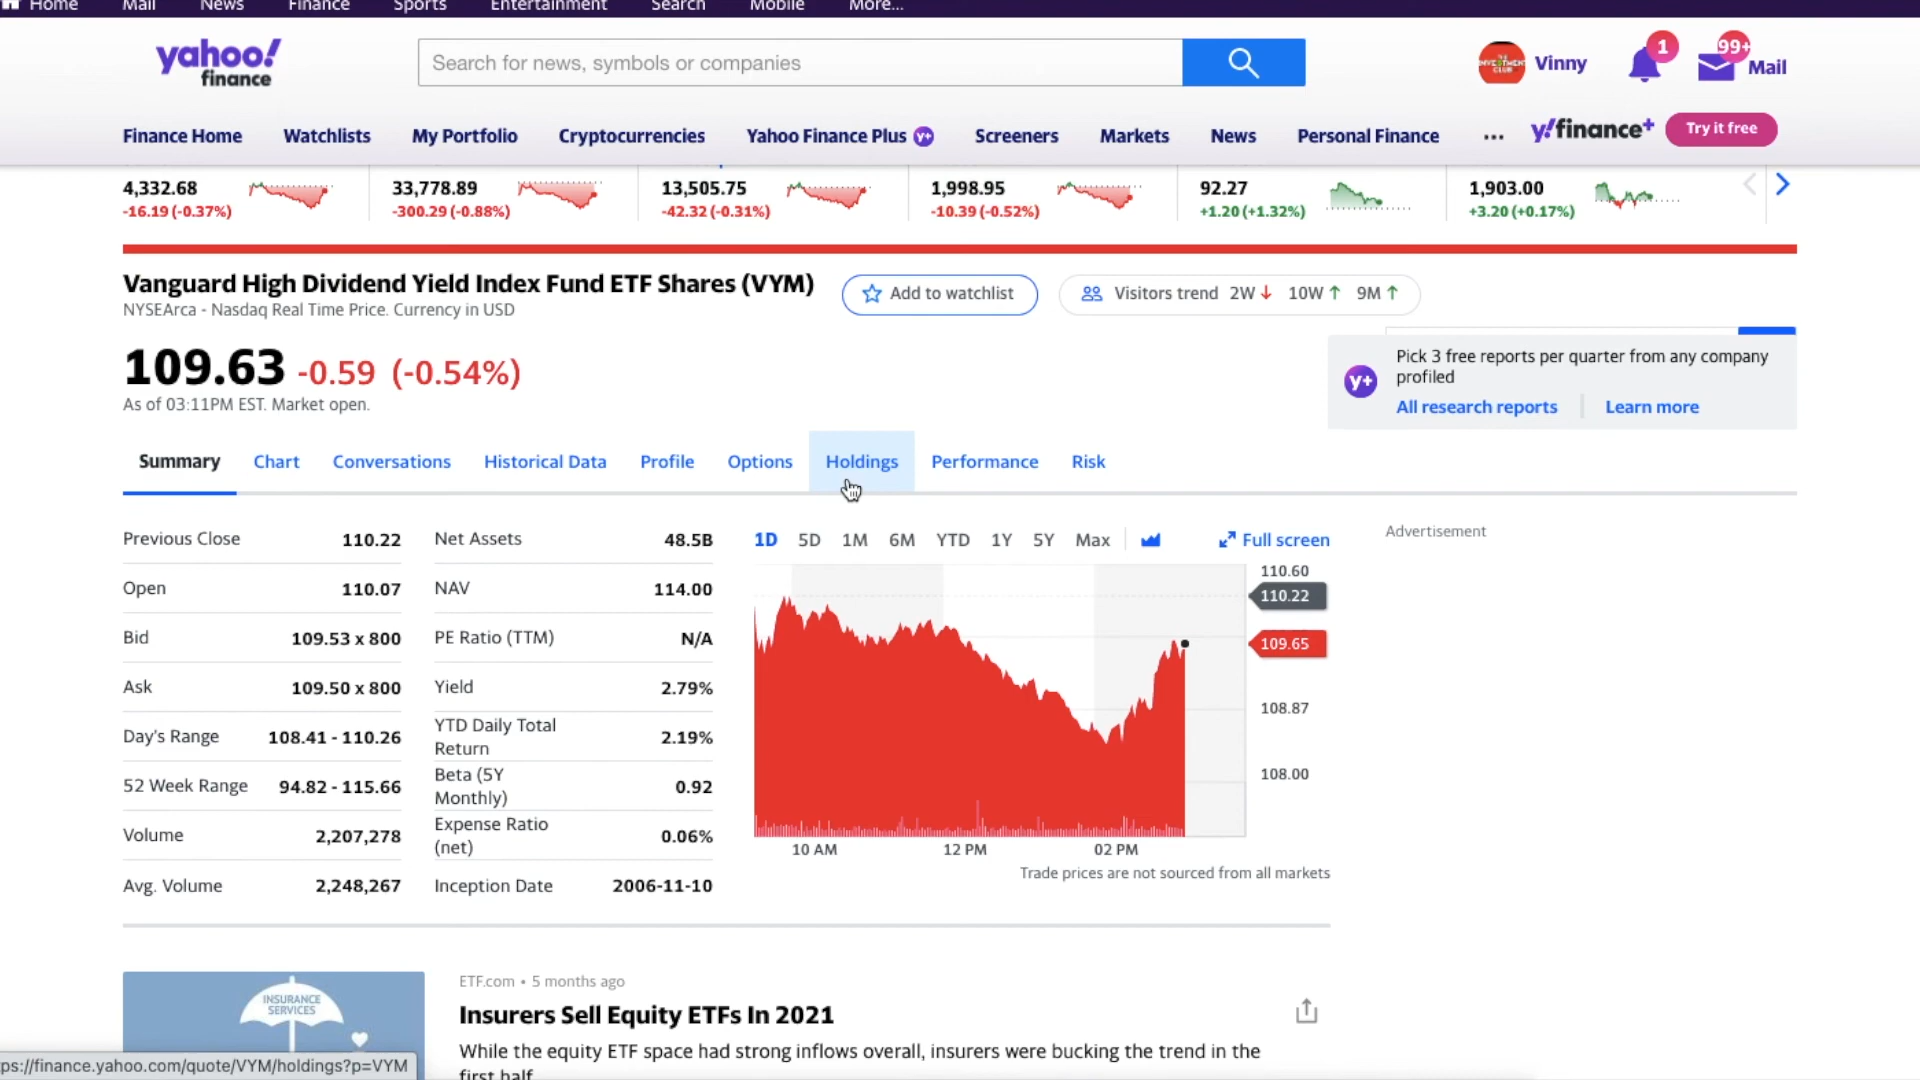 Home Mail News Finance Sports Entertainment Search Mobile More...
yahoo!
finance
Search for news, symbols or companies
Vinny
1
99+
Mail
Finance Home Watchlists My Portfolio Cryptocurrencies Yahoo Finance Plus y+ Screeners Markets News Personal Finance ... y!finance+ Try it free
4,332.68 33,778.89 13,505.75 1,998.95 92.27 1,903.00
-16.19 (-0.37%) -300.29 (-0.88%) -42.32 (-0.31%) -10.39 (-0.52%) +1.20 (+1.32%) +3.20 (+0.17%)
Vanguard High Dividend Yield Index Fund ETF Shares (VYM)
Add to watchlist
Visitors trend 2W↓ 10W↑ 9M↑
NYSEArca - Nasdaq Real Time Price. Currency in USD
109.63 -0.59 (-0.54%)
As of 03:11PM EST. Market open.
y+
Pick 3 free reports per quarter from any company
profiled
All research reports Learn more
Summary Chart Conversations Historical Data Profile Options Holdings Performance Risk
Previous Close 110.22
Open 110.07
Bid 109.53 x 800
Ask 109.50 x 800
Day's Range 108.41 - 110.26
52 Week Range 94.82 - 115.66
Volume 2,207,278
Avg. Volume 2,248,267
Net Assets 48.5B
NAV 114.00
PE Ratio (TTM) N/A
Yield 2.79%
YTD Daily Total
Return 2.19%
Beta (5Y
Monthly) 0.92
Expense Ratio
(net) 0.06%
Inception Date 2006-11-10
1D 5D 1M 6M YTD 1Y 5Y Max Full screen
110.60
110.22
109.65
108.87
108.00
10 AM 12 PM 02 PM
Trade prices are not sourced from all markets
Advertisement
INSURANCE
SERVICES
ETF.com • 5 months ago
Insurers Sell Equity ETFs In 2021
While the equity ETF space had strong inflows overall, insurers were bucking the trend in the
first half
ps://finance.yahoo.com/quote/VYM/holdings?p=VYM